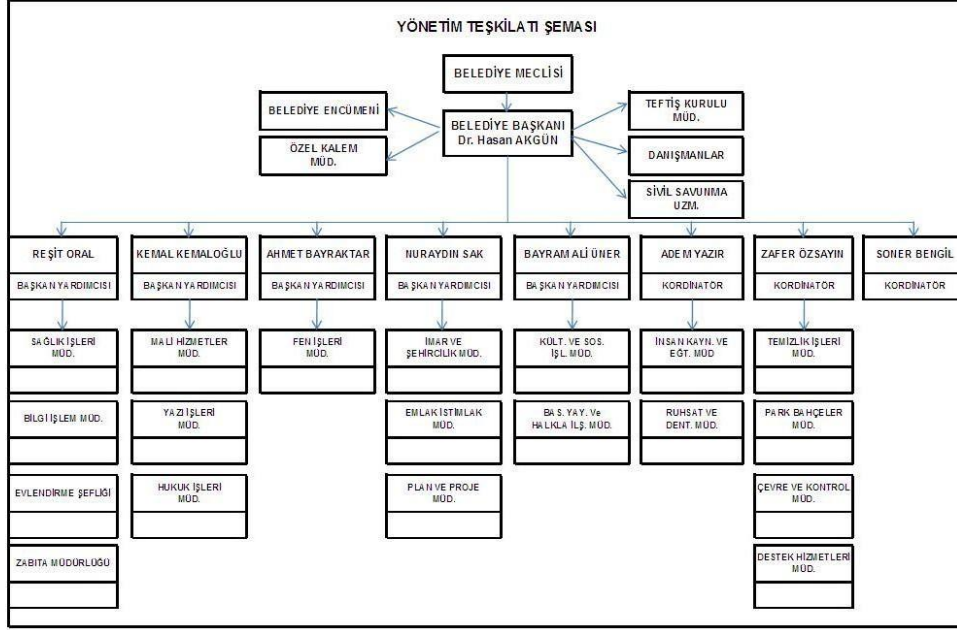 YÖNETİM TEŞKİLATI ŞEMASI
BELEDİYE MECLİSİ
BELEDİYE ENCÜMENİ
ÖZEL KALEM
MÜD.
BELEDİYE BAŞKANI
Dr. Hasan AKGÜN
TEFTİŞ KURULU
MÜD.
DANIŞMANLAR
SİVİL SAVUNMA
UZM.
REŞİT ORAL
BAŞKAN YARDIMCISI
KEMAL KEMALOĞLU
BAŞKAN YARDIMCISI
AHMET BAYRAKTAR
BAŞKAN YARDIMCISI
NURAYDIN SAK
BAŞKAN YARDIMCISI
BAYRAM ALİ ÜNER
BAŞKAN YARDIMCISI
ADEM YAZIR
KORDİNATÖR
ZAFER ÖZSAYIN
KORDİNATÖR
SONER BENGİL
KORDİNATÖR
SAĞLIK İŞLERİ
MÜD.
BİLGİ İŞLEM MÜD.
EVLENDİRME ŞEFLİĞİ
ZABITA MÜDÜRLÜĞÜ
MALİ HİZMETLER
MÜD.
YAZI İŞLERİ
MÜD.
HUKUK İŞLERİ
MÜD.
FEN İŞLERİ
MÜD.
İMAR VE
ŞEHİRCİLİK MÜD.
EMLAK İSTİMLAK
MÜD.
PLAN VE PROJE
MÜD.
KÜLT. VE SOS.
İŞL. MÜD.
BAS. YAY. Ve
HALKLA İLŞ. MÜD.
İNSAN KAYN. VE
EĞT. MÜD
RUHSAT VE
DENT. MÜD.
TEMİZLİK İŞLERİ
MÜD.
PARK BAHÇELER
MÜD.
ÇEVRE VE KONTROL
MÜD.
DESTEK HİZMETLERİ
MÜD.